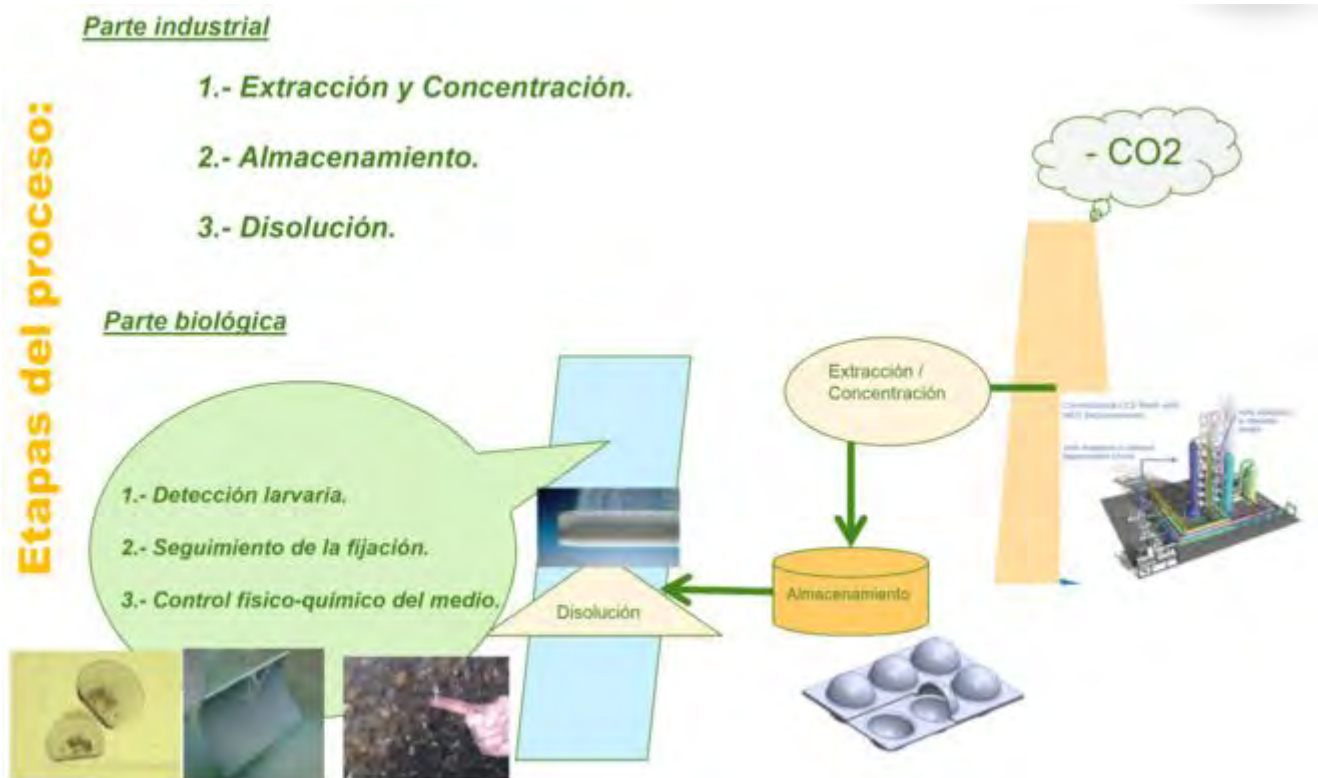 Parte industrial
1.- Extracción y Concentración.
2.- Almacenamiento.
3.- Disolución.
Etapas del proceso:
- CO2
Parte biológica
Extracción /
Concentración
1.- Detección larvaria.
2.- Seguimiento de la fijación.
3.- Control físico-químico del medio.
Disolución
Almacenamiento